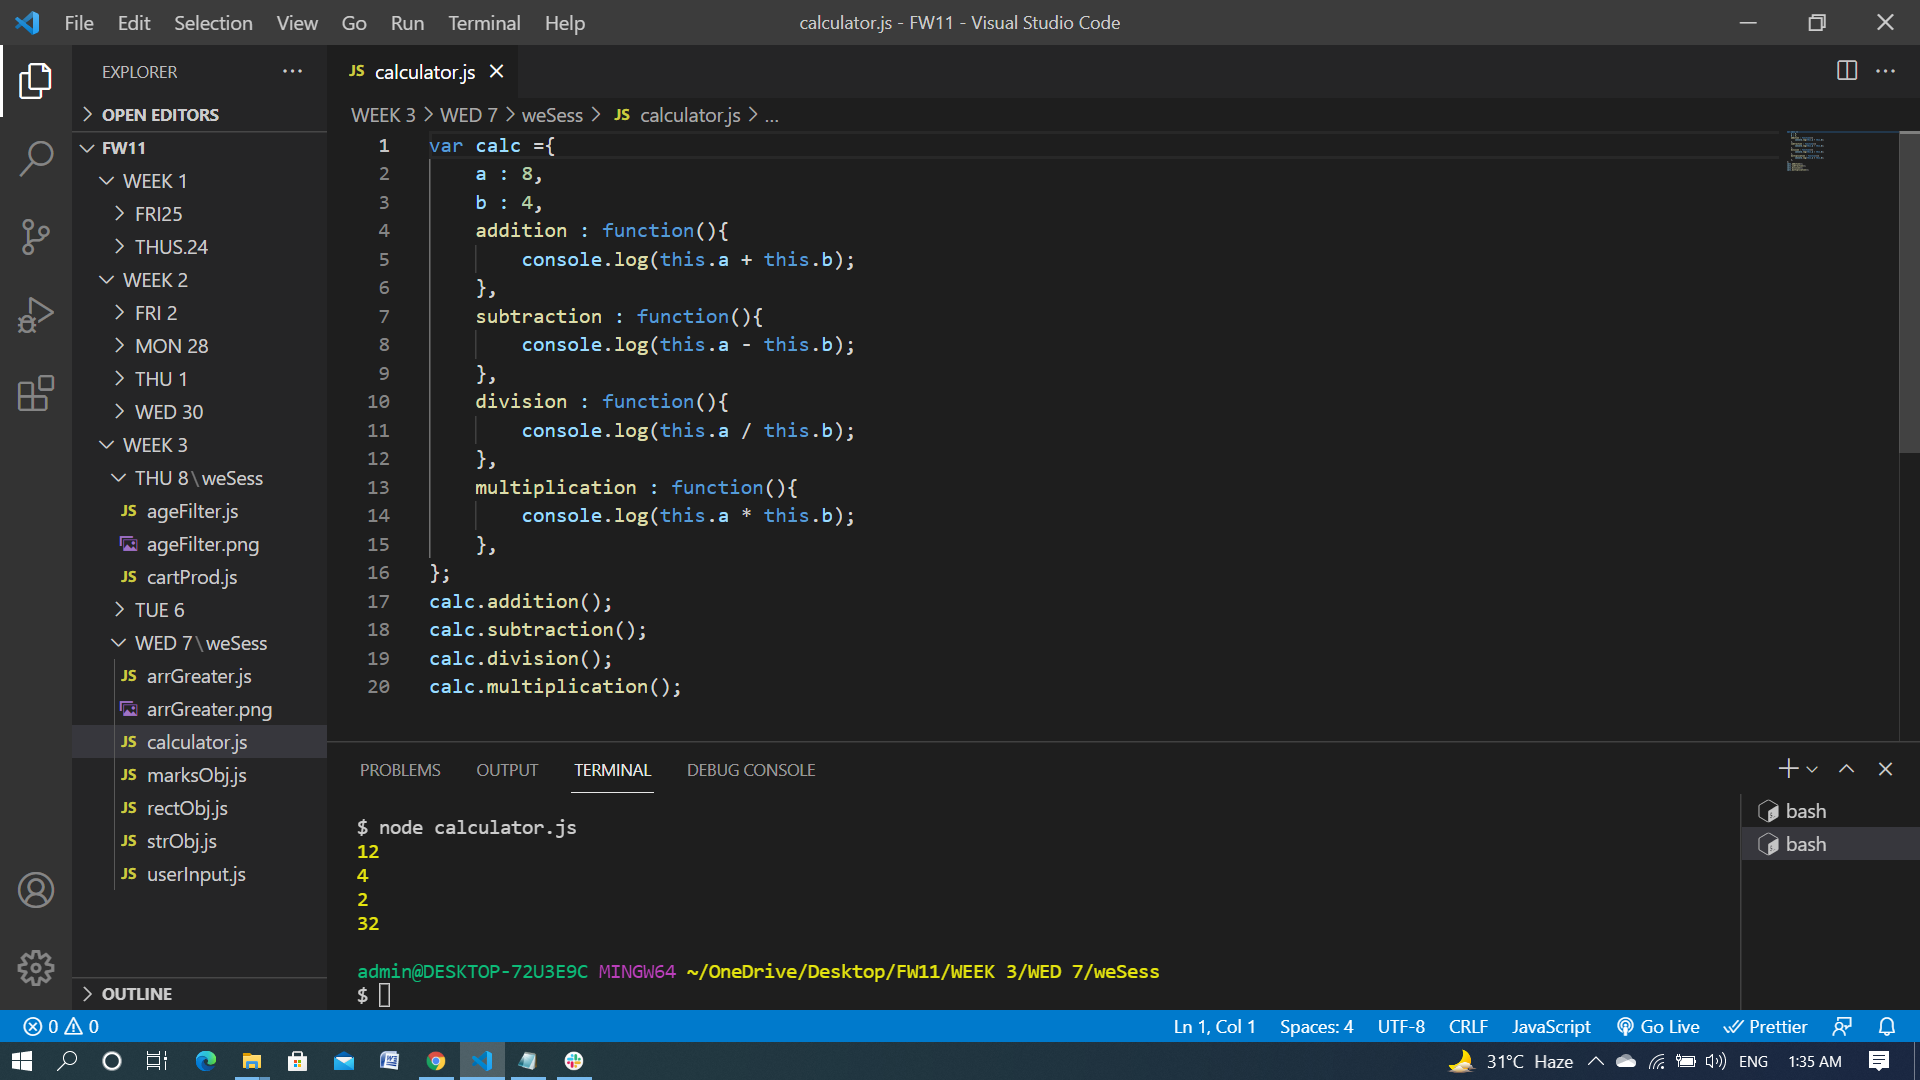 File Edit Selection View Go Run Terminal Help
calculator.js - FW11 - Visual Studio Code
EXPLORER
OPEN EDITORS
FW11
WEEK 1
FRI25
THUS.24
WEEK 2
FRI 2
MON 28
THU 1
WED 30
WEEK 3
THU 8\weSess
JS ageFilter.js
ageFilter.png
JS cartProd.js
TUE 6
WED 7\weSess
JS arrGreater.js
arrGreater.png
JS calculator.js
JS marksObj.js
JS rectObj.js
JS strObj.js
JS userInput.js
OUTLINE
JS calculator.js
WEEK 3 > WED 7 > weSess > JS calculator.js > ...
1 var calc ={
2 a : 8,
3 b : 4,
4 addition : function(){
5 console.log(this.a + this.b);
6 },
7 subtraction : function(){
8 console.log(this.a - this.b);
9 },
10 division : function(){
11 console.log(this.a / this.b);
12 },
13 multiplication : function(){
14 console.log(this.a * this.b);
15 },
16 };
17 calc.addition();
18 calc.subtraction();
19 calc.division();
20 calc.multiplication();
PROBLEMS OUTPUT TERMINAL DEBUG CONSOLE
$ node calculator.js
12
4
2
32
admin@DESKTOP-72U3E9C MINGW64 ~/OneDrive/Desktop/FW11/WEEK 3/WED 7/weSess
$
bash
bash
0 0
Ln 1, Col 1 Spaces: 4 UTF-8 CRLF JavaScript Go Live Prettier
31°C Haze ENG 1:35 AM